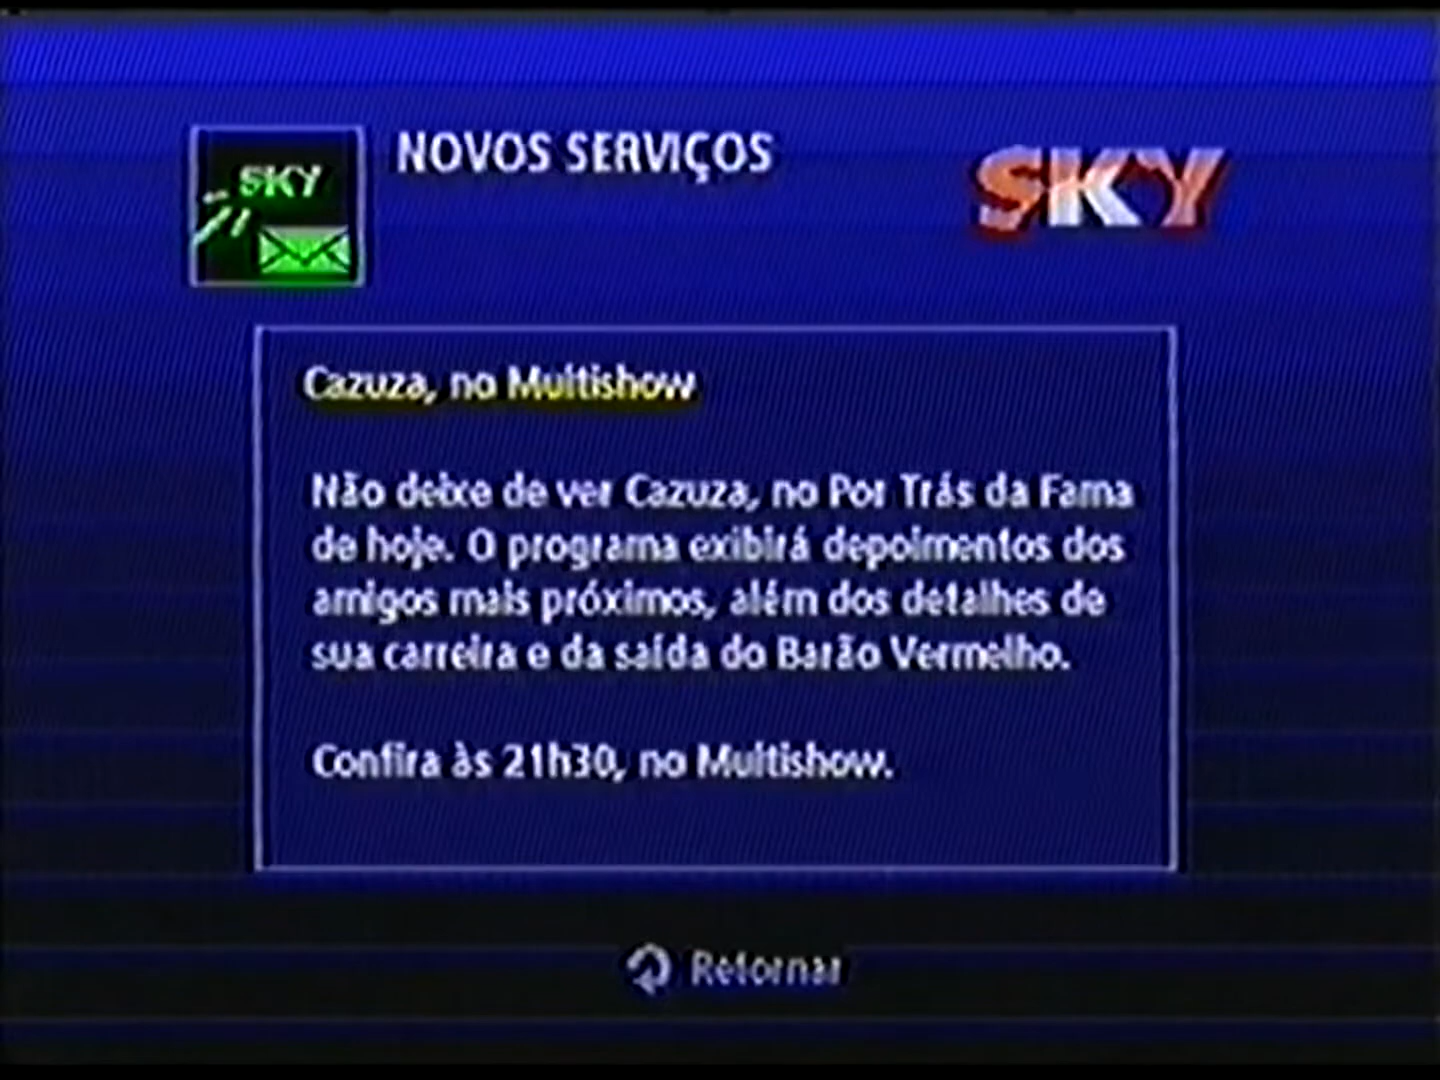 SKY
NOVOS SERVIÇOS
SKY
Cazuza, no Multishow
Não deixe de ver Cazuza, no Por Trás da Fama
de hoje. O programa exibirá depoimentos dos
amigos mais próximos, além dos detalhes de
sua carreira e da saída do Barão Vermelho.
Confira às 21h30, no Multishow.
Retornar